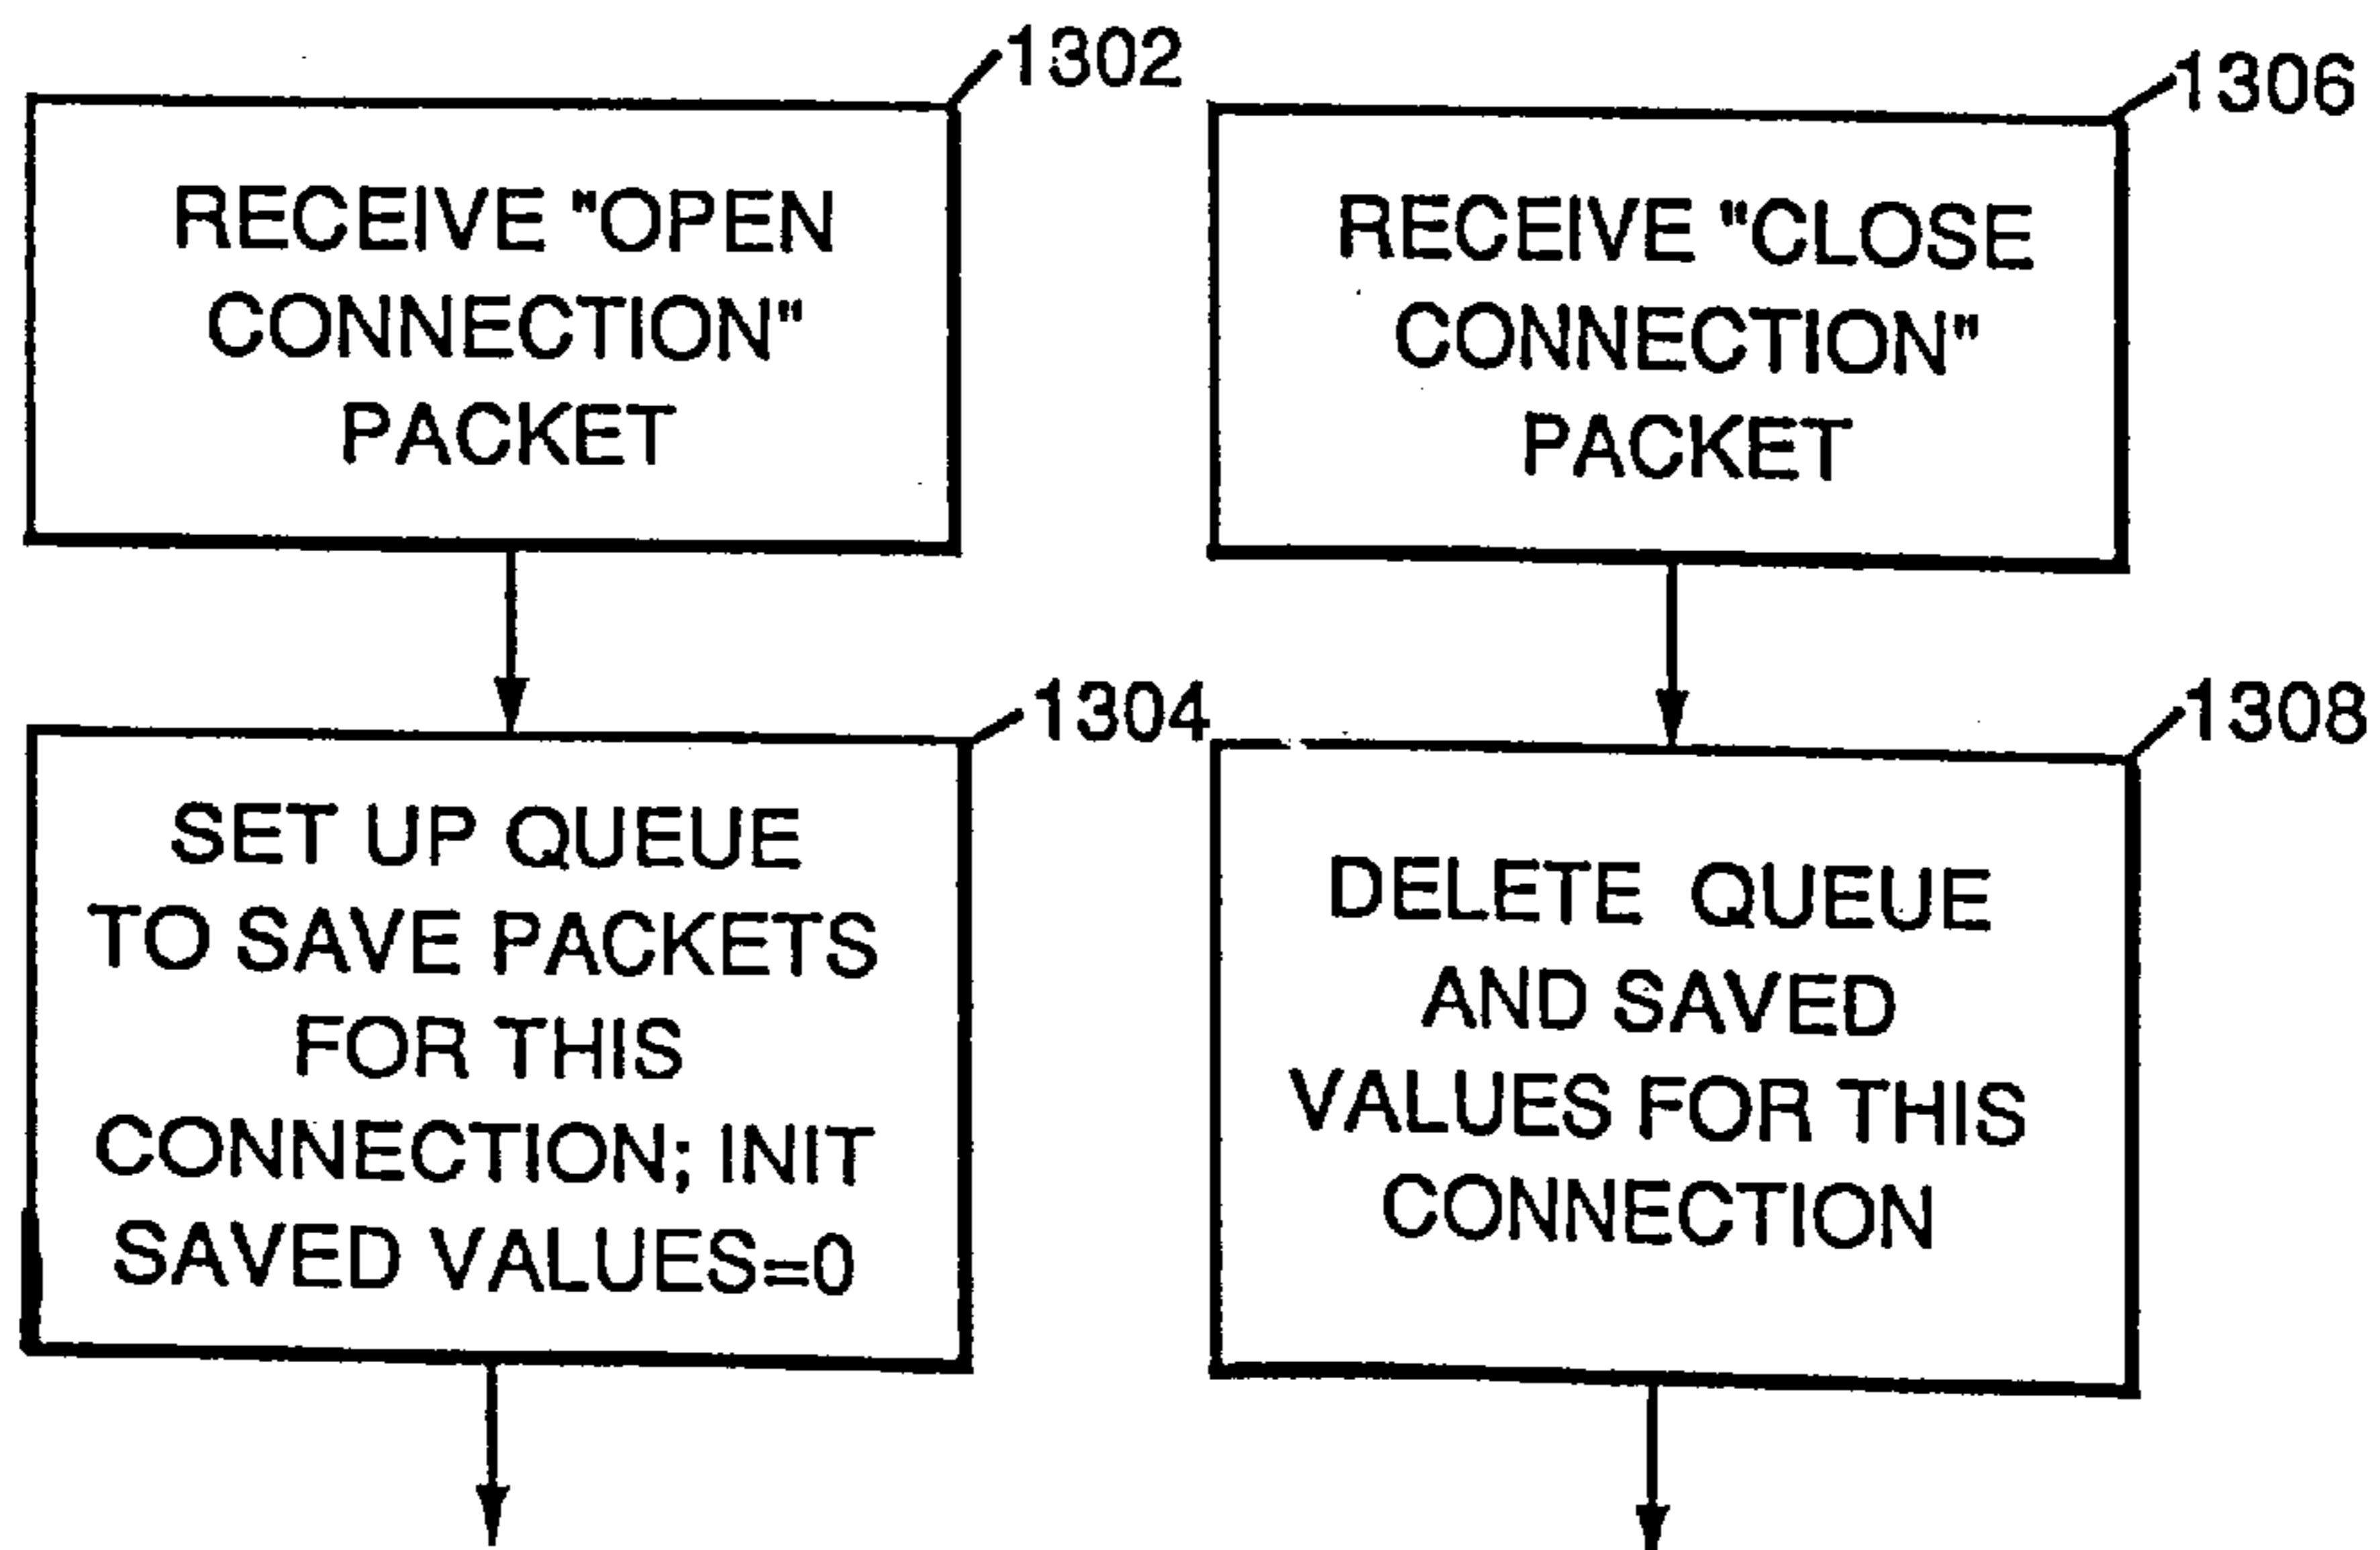 1302
RECEIVE "OPEN
CONNECTION"
PACKET
1304
SET UP QUEUE
TO SAVE PACKETS
FOR THIS
CONNECTION; INIT
SAVED VALUES=0
1306
RECEIVE "CLOSE
CONNECTION"
PACKET
1308
DELETE QUEUE
AND SAVED
VALUES FOR THIS
CONNECTION